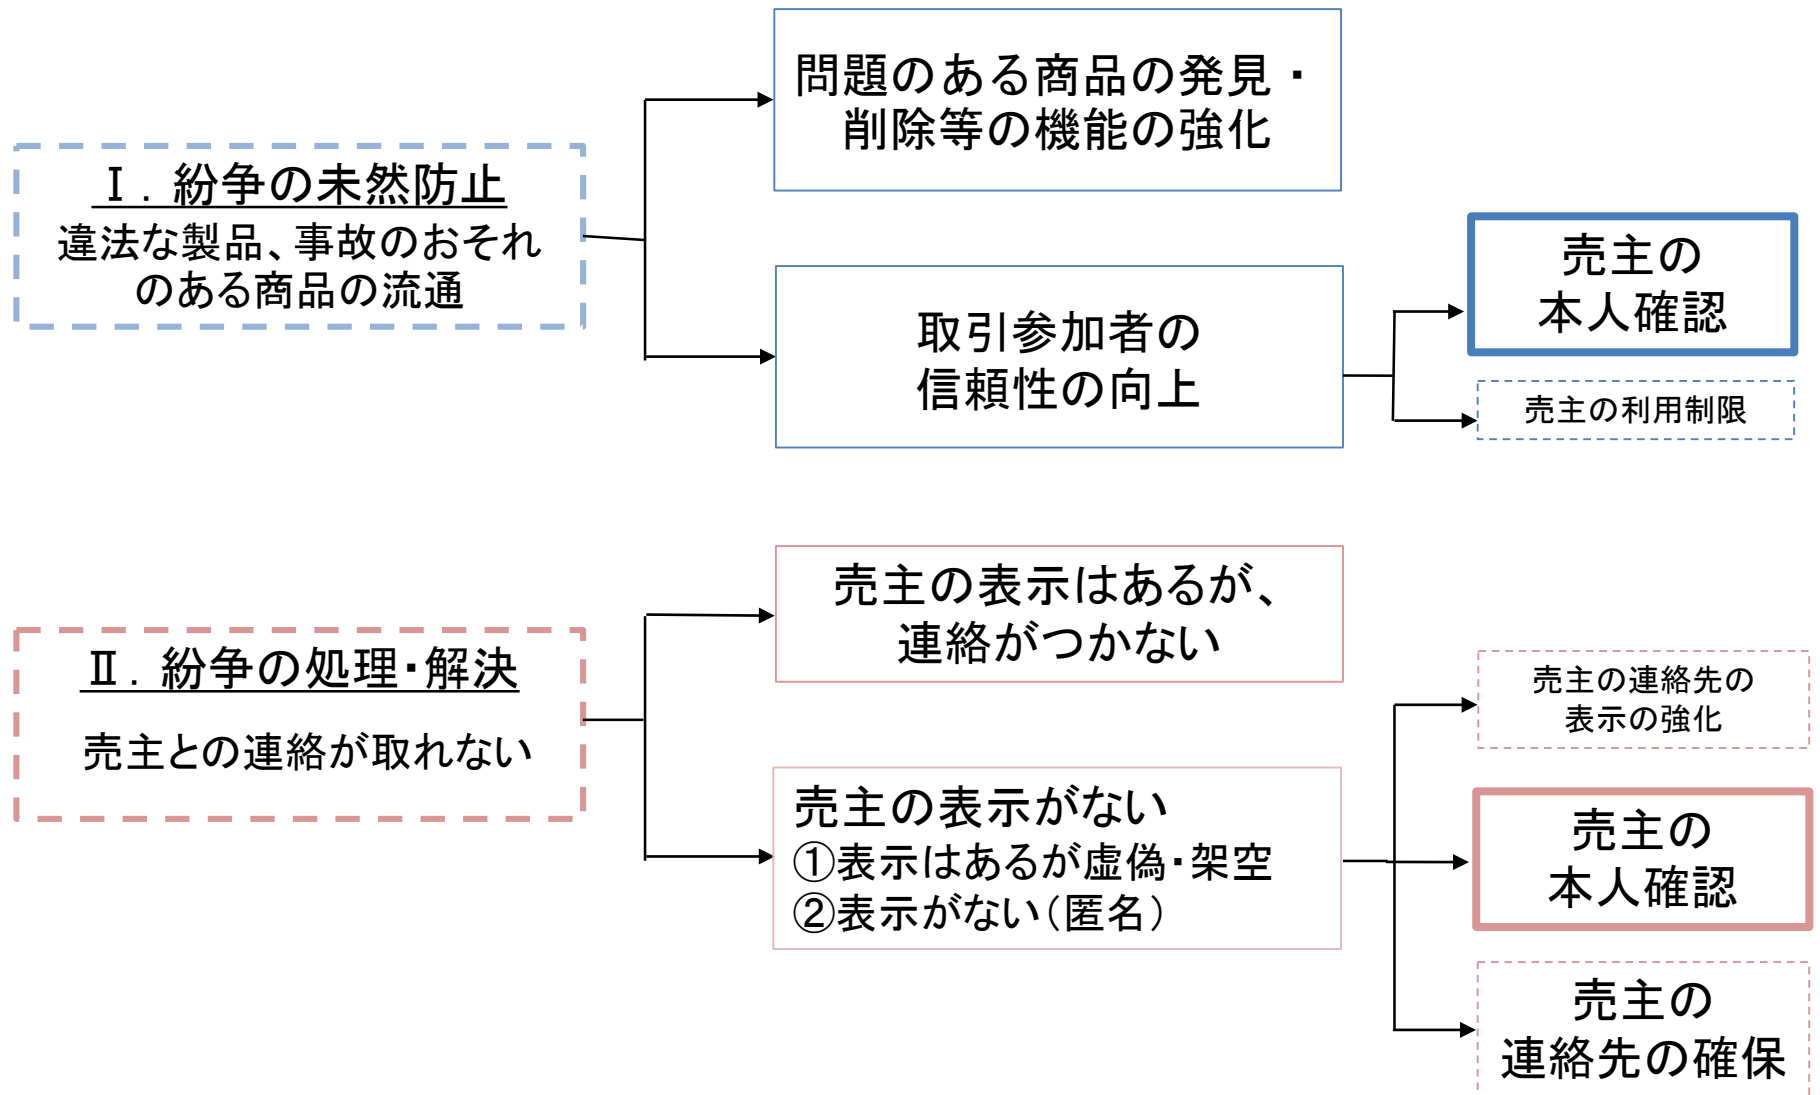 Ⅰ．紛争の未然防止
違法な製品、事故のおそれ
のある商品の流通
問題のある商品の発見・
削除等の機能の強化
取引参加者の
信頼性の向上
売主の
本人確認
売主の利用制限
Ⅱ．紛争の処理・解決
売主との連絡が取れない
売主の表示はあるが、
連絡がつかない
売主の表示がない
①表示はあるが虚偽・架空
②表示がない（匿名）
売主の連絡先の
表示の強化
売主の
本人確認
売主の
連絡先の確保